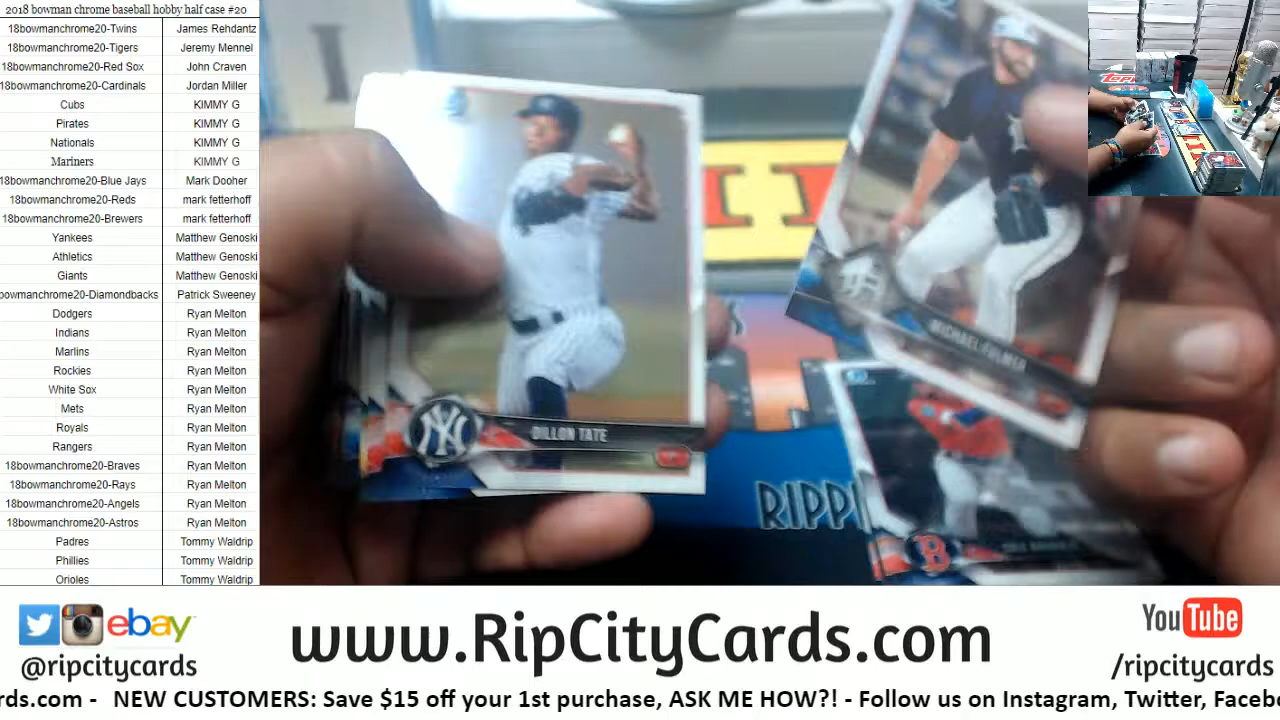 2018 bowman chrome baseball hobby half case #20
18bowmanchrome20-Twins James Rehdantz
18bowmanchrome20-Tigers Jeremy Mennel
18bowmanchrome20-Red Sox John Craven
18bowmanchrome20-Cardinals Jordan Miller
Cubs KIMMY G
Pirates KIMMY G
Nationals KIMMY G
Mariners KIMMY G
18bowmanchrome20-Blue Jays Mark Dooher
18bowmanchrome20-Reds mark fetterhoff
18bowmanchrome20-Brewers mark fetterhoff
Yankees Matthew Genoski
Athletics Matthew Genoski
Giants Matthew Genoski
bowmanchrome20-Diamondbacks Patrick Sweeney
Dodgers Ryan Melton
Indians Ryan Melton
Marlins Ryan Melton
Rockies Ryan Melton
White Sox Ryan Melton
Mets Ryan Melton
Royals Ryan Melton
Rangers Ryan Melton
18bowmanchrome20-Braves Ryan Melton
18bowmanchrome20-Rays Ryan Melton
18bowmanchrome20-Angels Ryan Melton
18bowmanchrome20-Astros Ryan Melton
Padres Tommy Waldrip
Phillies Tommy Waldrip
Orioles Tommy Waldrip
NY
DILLON TATE
MICHAEL FULMER
B
RIPPI
topps
ebay
@ripcitycards
www.RipCityCards.com
YouTube
/ripcitycards
rds.com - NEW CUSTOMERS: Save $15 off your 1st purchase, ASK ME HOW?! - Follow us on Instagram, Twitter, Facebo